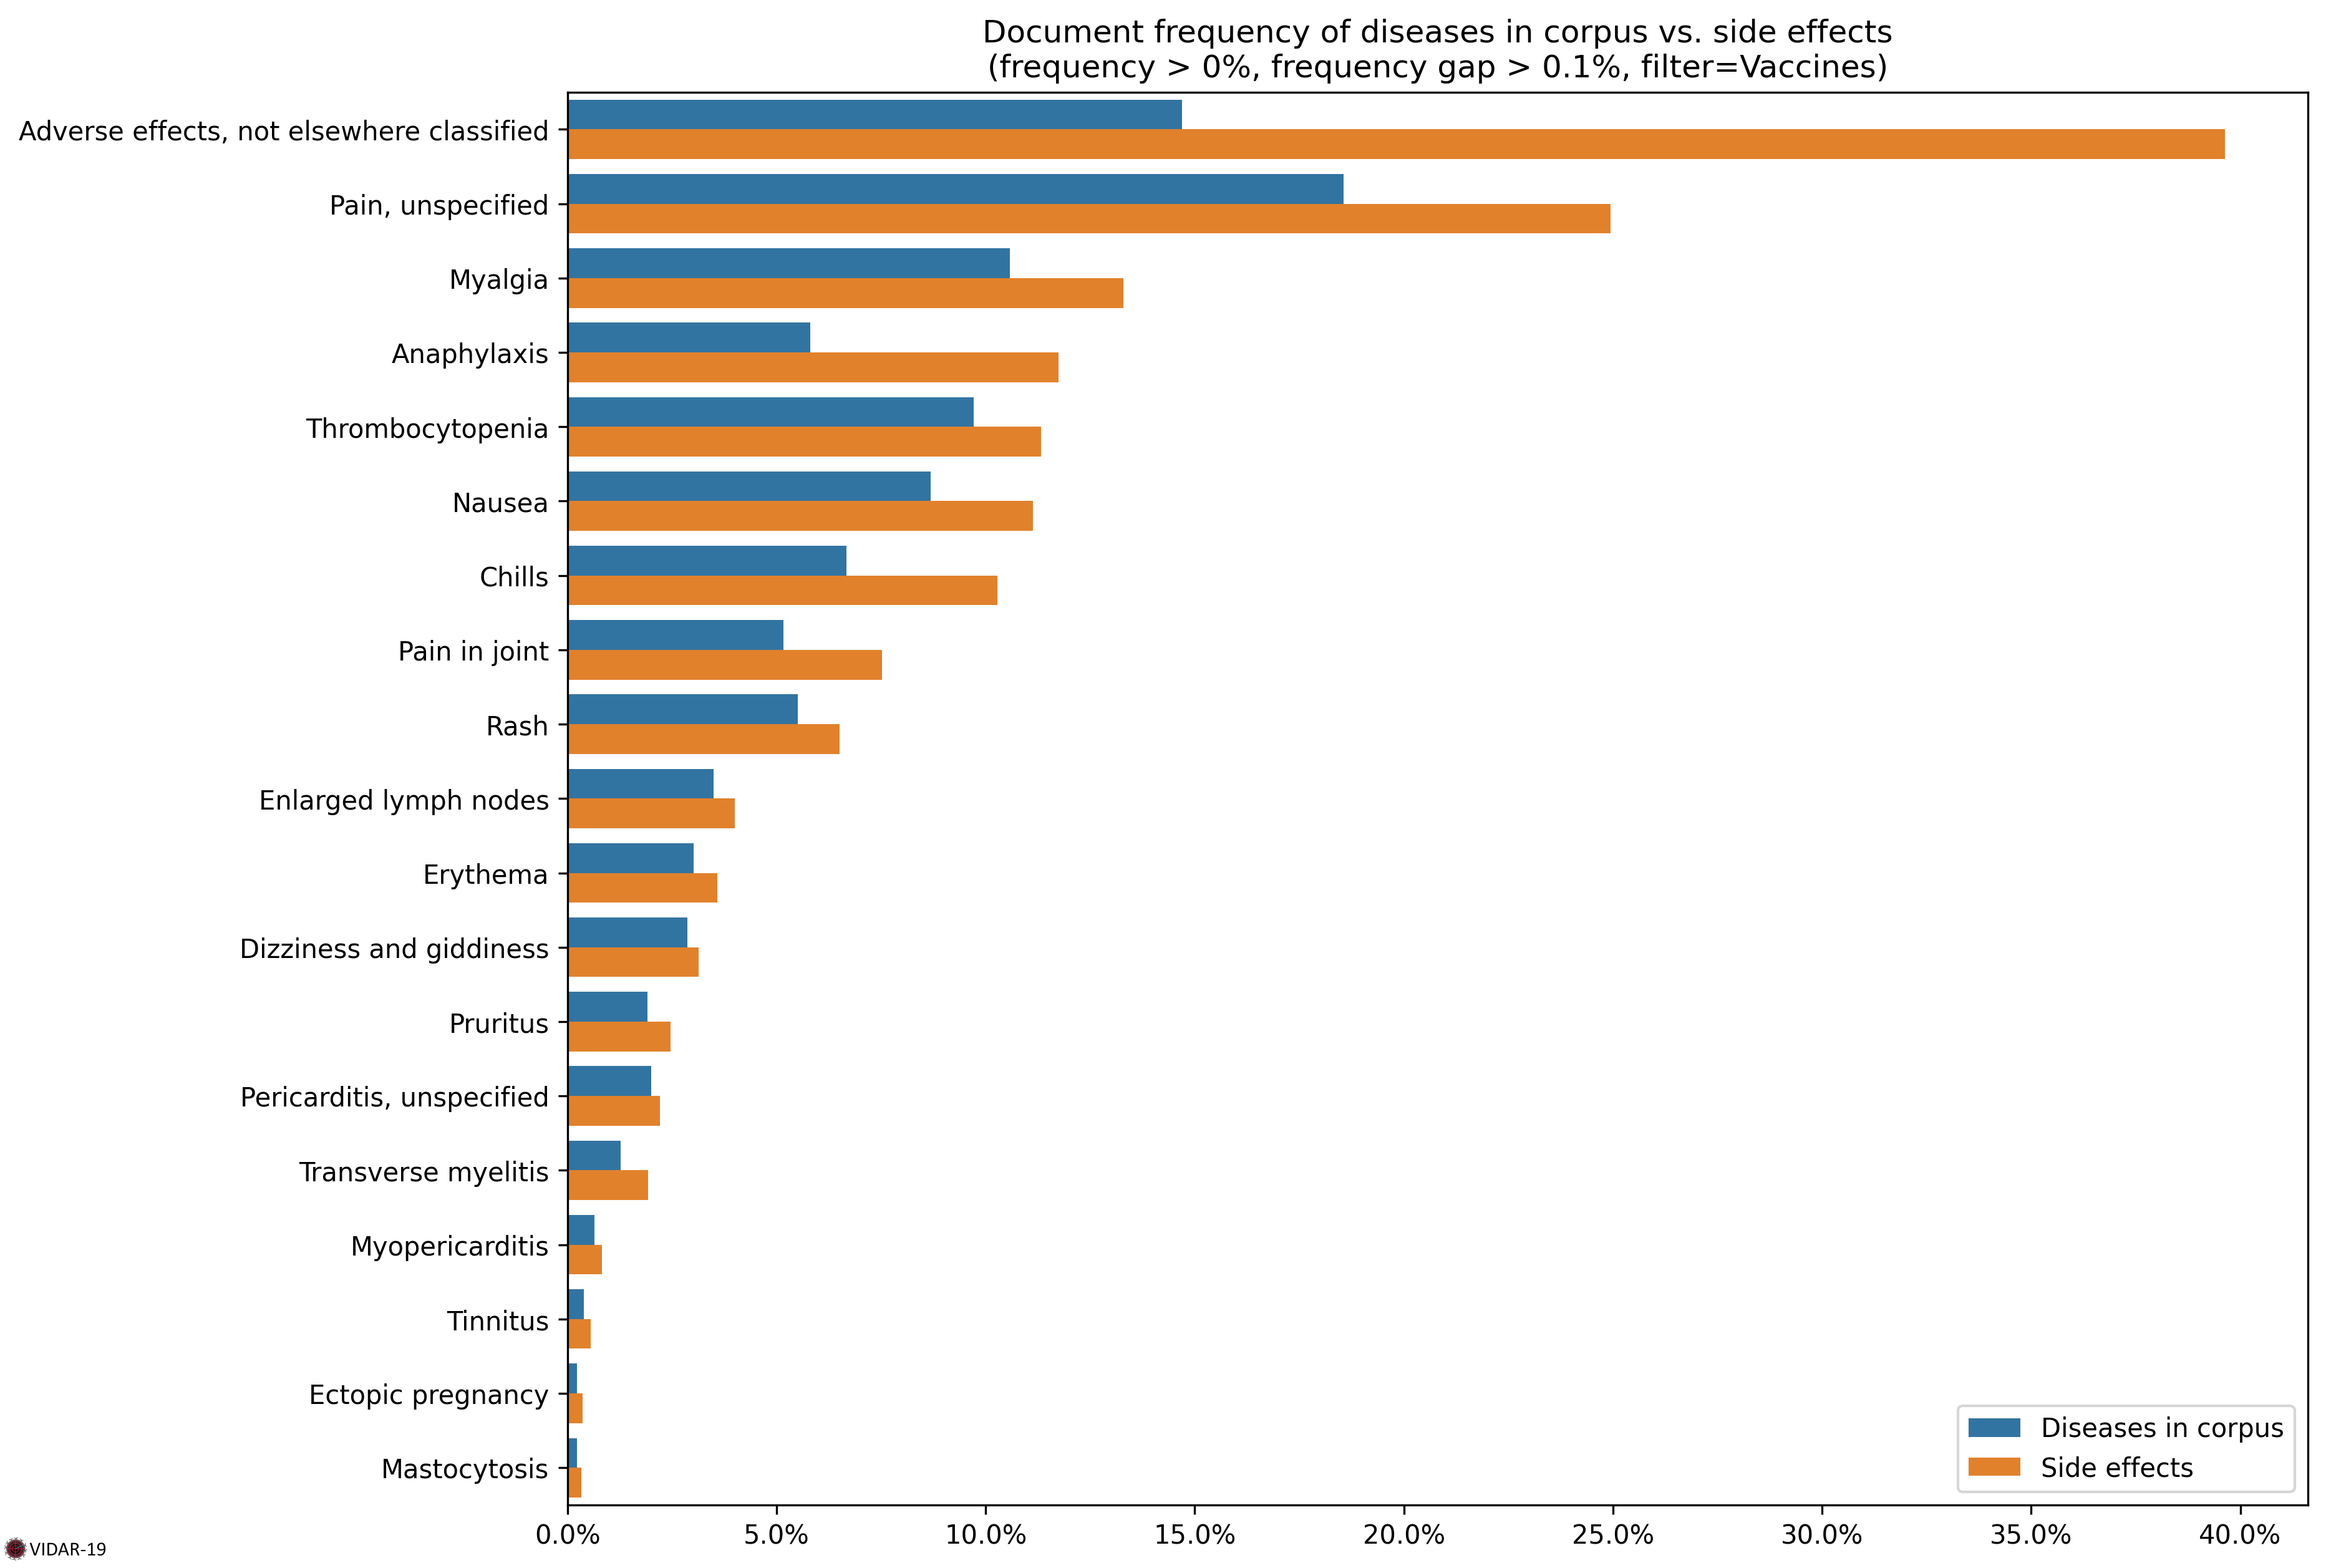 Document frequency of diseases in corpus vs. side effects
(frequency > 0%, frequency gap > 0.1%, filter=Vaccines)
Adverse effects, not elsewhere classified
Pain, unspecified
Myalgia
Anaphylaxis
Thrombocytopenia
Nausea
Chills
Pain in joint
Rash
Enlarged lymph nodes
Erythema
Dizziness and giddiness
Pruritus
Pericarditis, unspecified
Transverse myelitis
Myopericarditis
Tinnitus
Ectopic pregnancy
Mastocytosis
Diseases in corpus
Side effects
0.0% 5.0% 10.0% 15.0% 20.0% 25.0% 30.0% 35.0% 40.0%
VIDAR-19